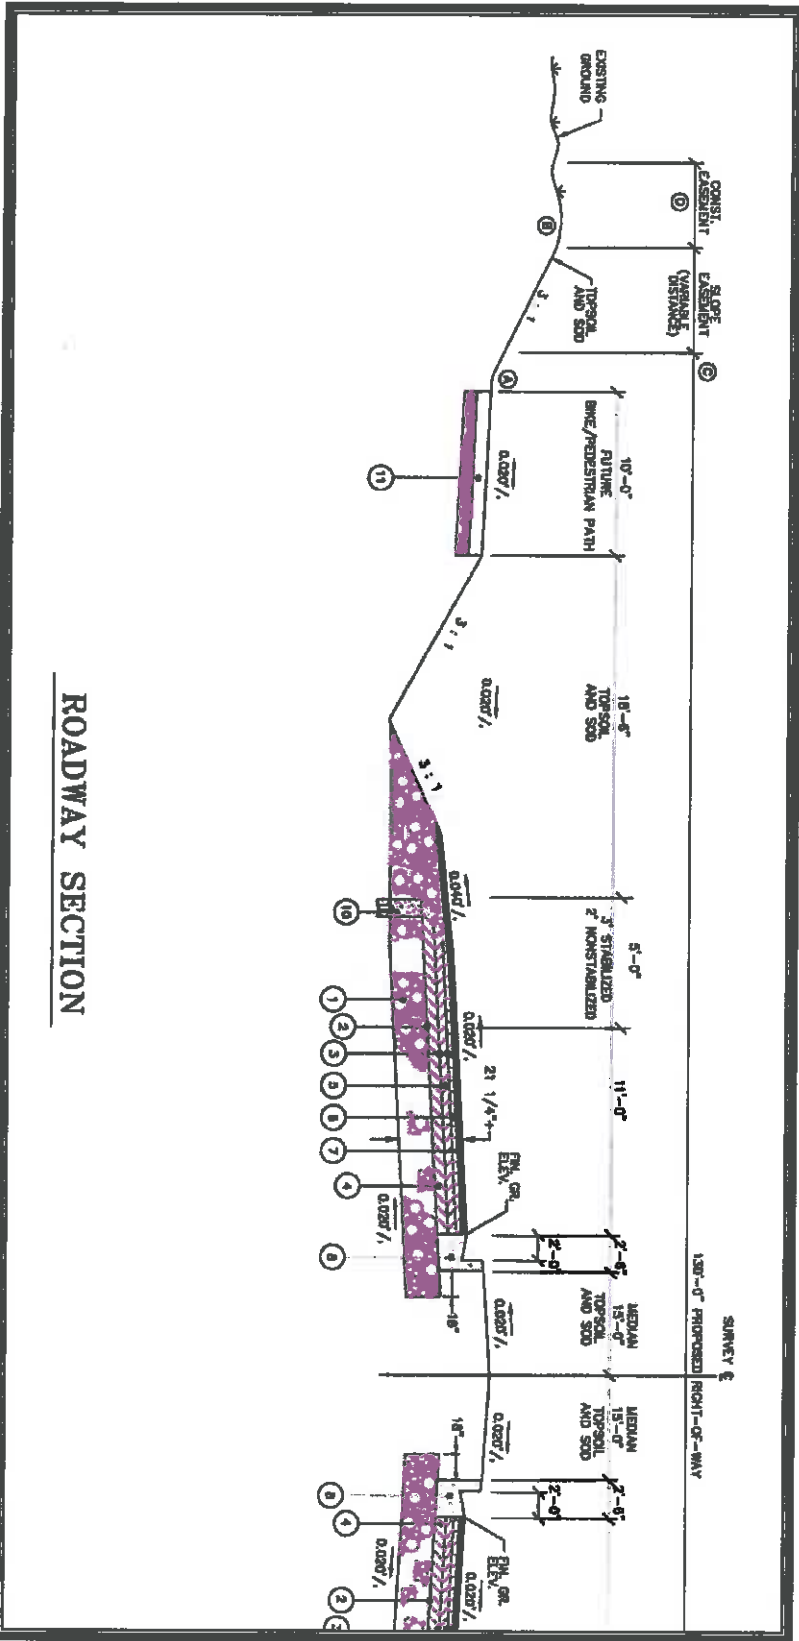 SURVEY ℄
130'-0" PROPOSED RIGHT-OF-WAY
CONST.
EASEMENT
D
SLOPE
EASEMENT
(VARIABLE
DISTANCE)
C
EXISTING
GROUND
B
TOPSOIL
AND SOD
3 : 1
A
10'-0"
FUTURE
BIKE/PEDESTRIAN PATH
0.020'/,
11
3 : 1
18'-6"
TOPSOIL
AND SOD
0.020'/,
3 : 1
0.040'/,
10
5'-0"
3' STABILIZED
2' NONSTABILIZED
0.020'/,
11'-0"
21 1/4"+
FIN. GR.
ELEV.
2'-6"
2'-0"
MEDIAN
15'-0"
TOPSOIL
AND SOD
0.020'/,
18"
0.020'/,
1
2
3
5
6
7
4
8
MEDIAN
15'-0"
TOPSOIL
AND SOD
0.020'/,
18"
2'-6"
2'-0"
FIN. GR.
ELEV.
0.020'/,
0.020'/,
8
4
2
ROADWAY SECTION